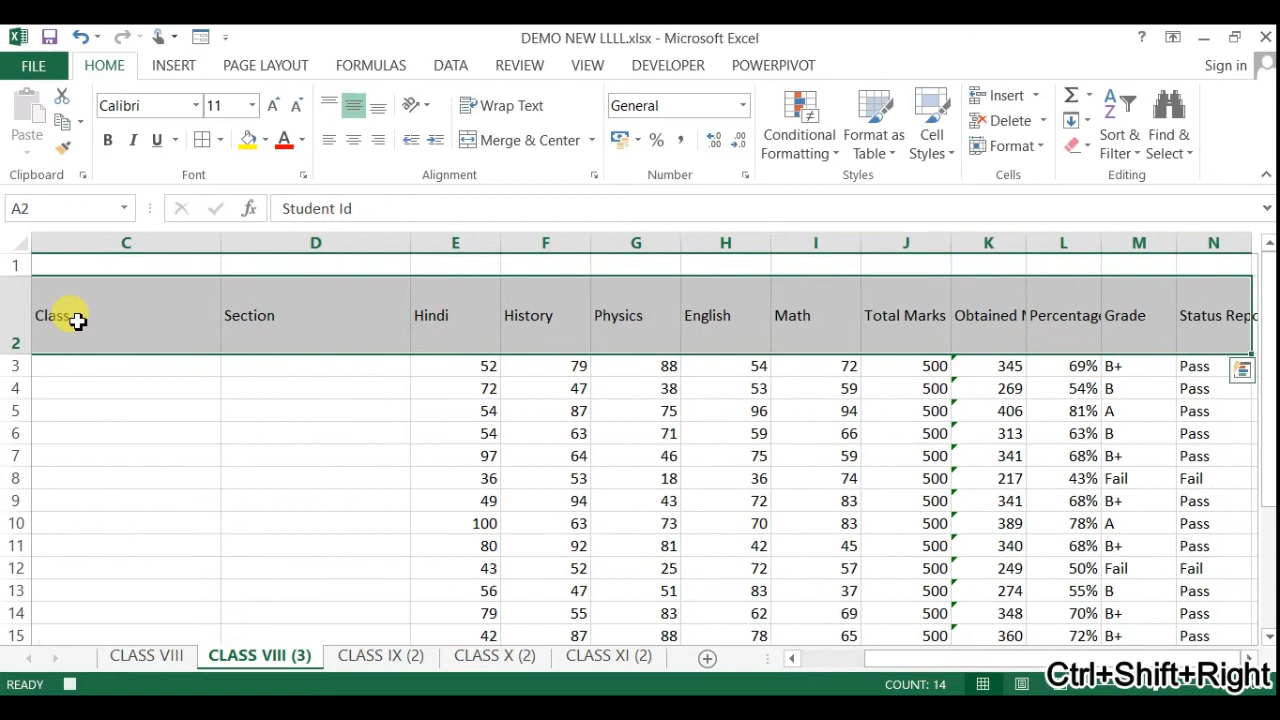 DEMO NEW LLLL.xlsx - Microsoft Excel
?
FILE HOME INSERT PAGE LAYOUT FORMULAS DATA REVIEW VIEW DEVELOPER POWERPIVOT Sign in
Calibri 11 Wrap Text General Insert
Paste B I U Merge & Center % , Conditional Formatting Format as Table Cell Styles Delete Sort & Filter Find & Select
Format
Clipboard Font Alignment Number Styles Cells Editing
A2 fx Student Id
C D E F G H I J K L M N
1
2 Class Section Hindi History Physics English Math Total Marks Obtained M Percentage Grade Status Repo
3 52 79 88 54 72 500 345 69% B+ Pass
4 72 47 38 53 59 500 269 54% B Pass
5 54 87 75 96 94 500 406 81% A Pass
6 54 63 71 59 66 500 313 63% B Pass
7 97 64 46 75 59 500 341 68% B+ Pass
8 36 53 18 36 74 500 217 43% Fail Fail
9 49 94 43 72 83 500 341 68% B+ Pass
10 100 63 73 70 83 500 389 78% A Pass
11 80 92 81 42 45 500 340 68% B+ Pass
12 43 52 25 72 57 500 249 50% Fail Fail
13 56 47 51 83 37 500 274 55% B Pass
14 79 55 83 62 69 500 348 70% B+ Pass
15 42 87 88 78 65 500 360 72% B+ Pass
CLASS VIII CLASS VIII (3) CLASS IX (2) CLASS X (2) CLASS XI (2)
READY COUNT: 14
Ctrl+Shift+Right